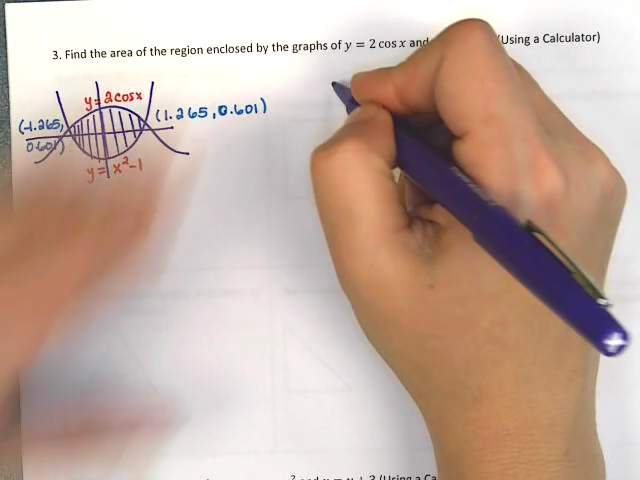 3. Find the area of the region enclosed by the graphs of y = 2 cos x and (Using a Calculator)
y=2cosx
(-1.265, (1.265,0.601)
0.601)
y=x²-1